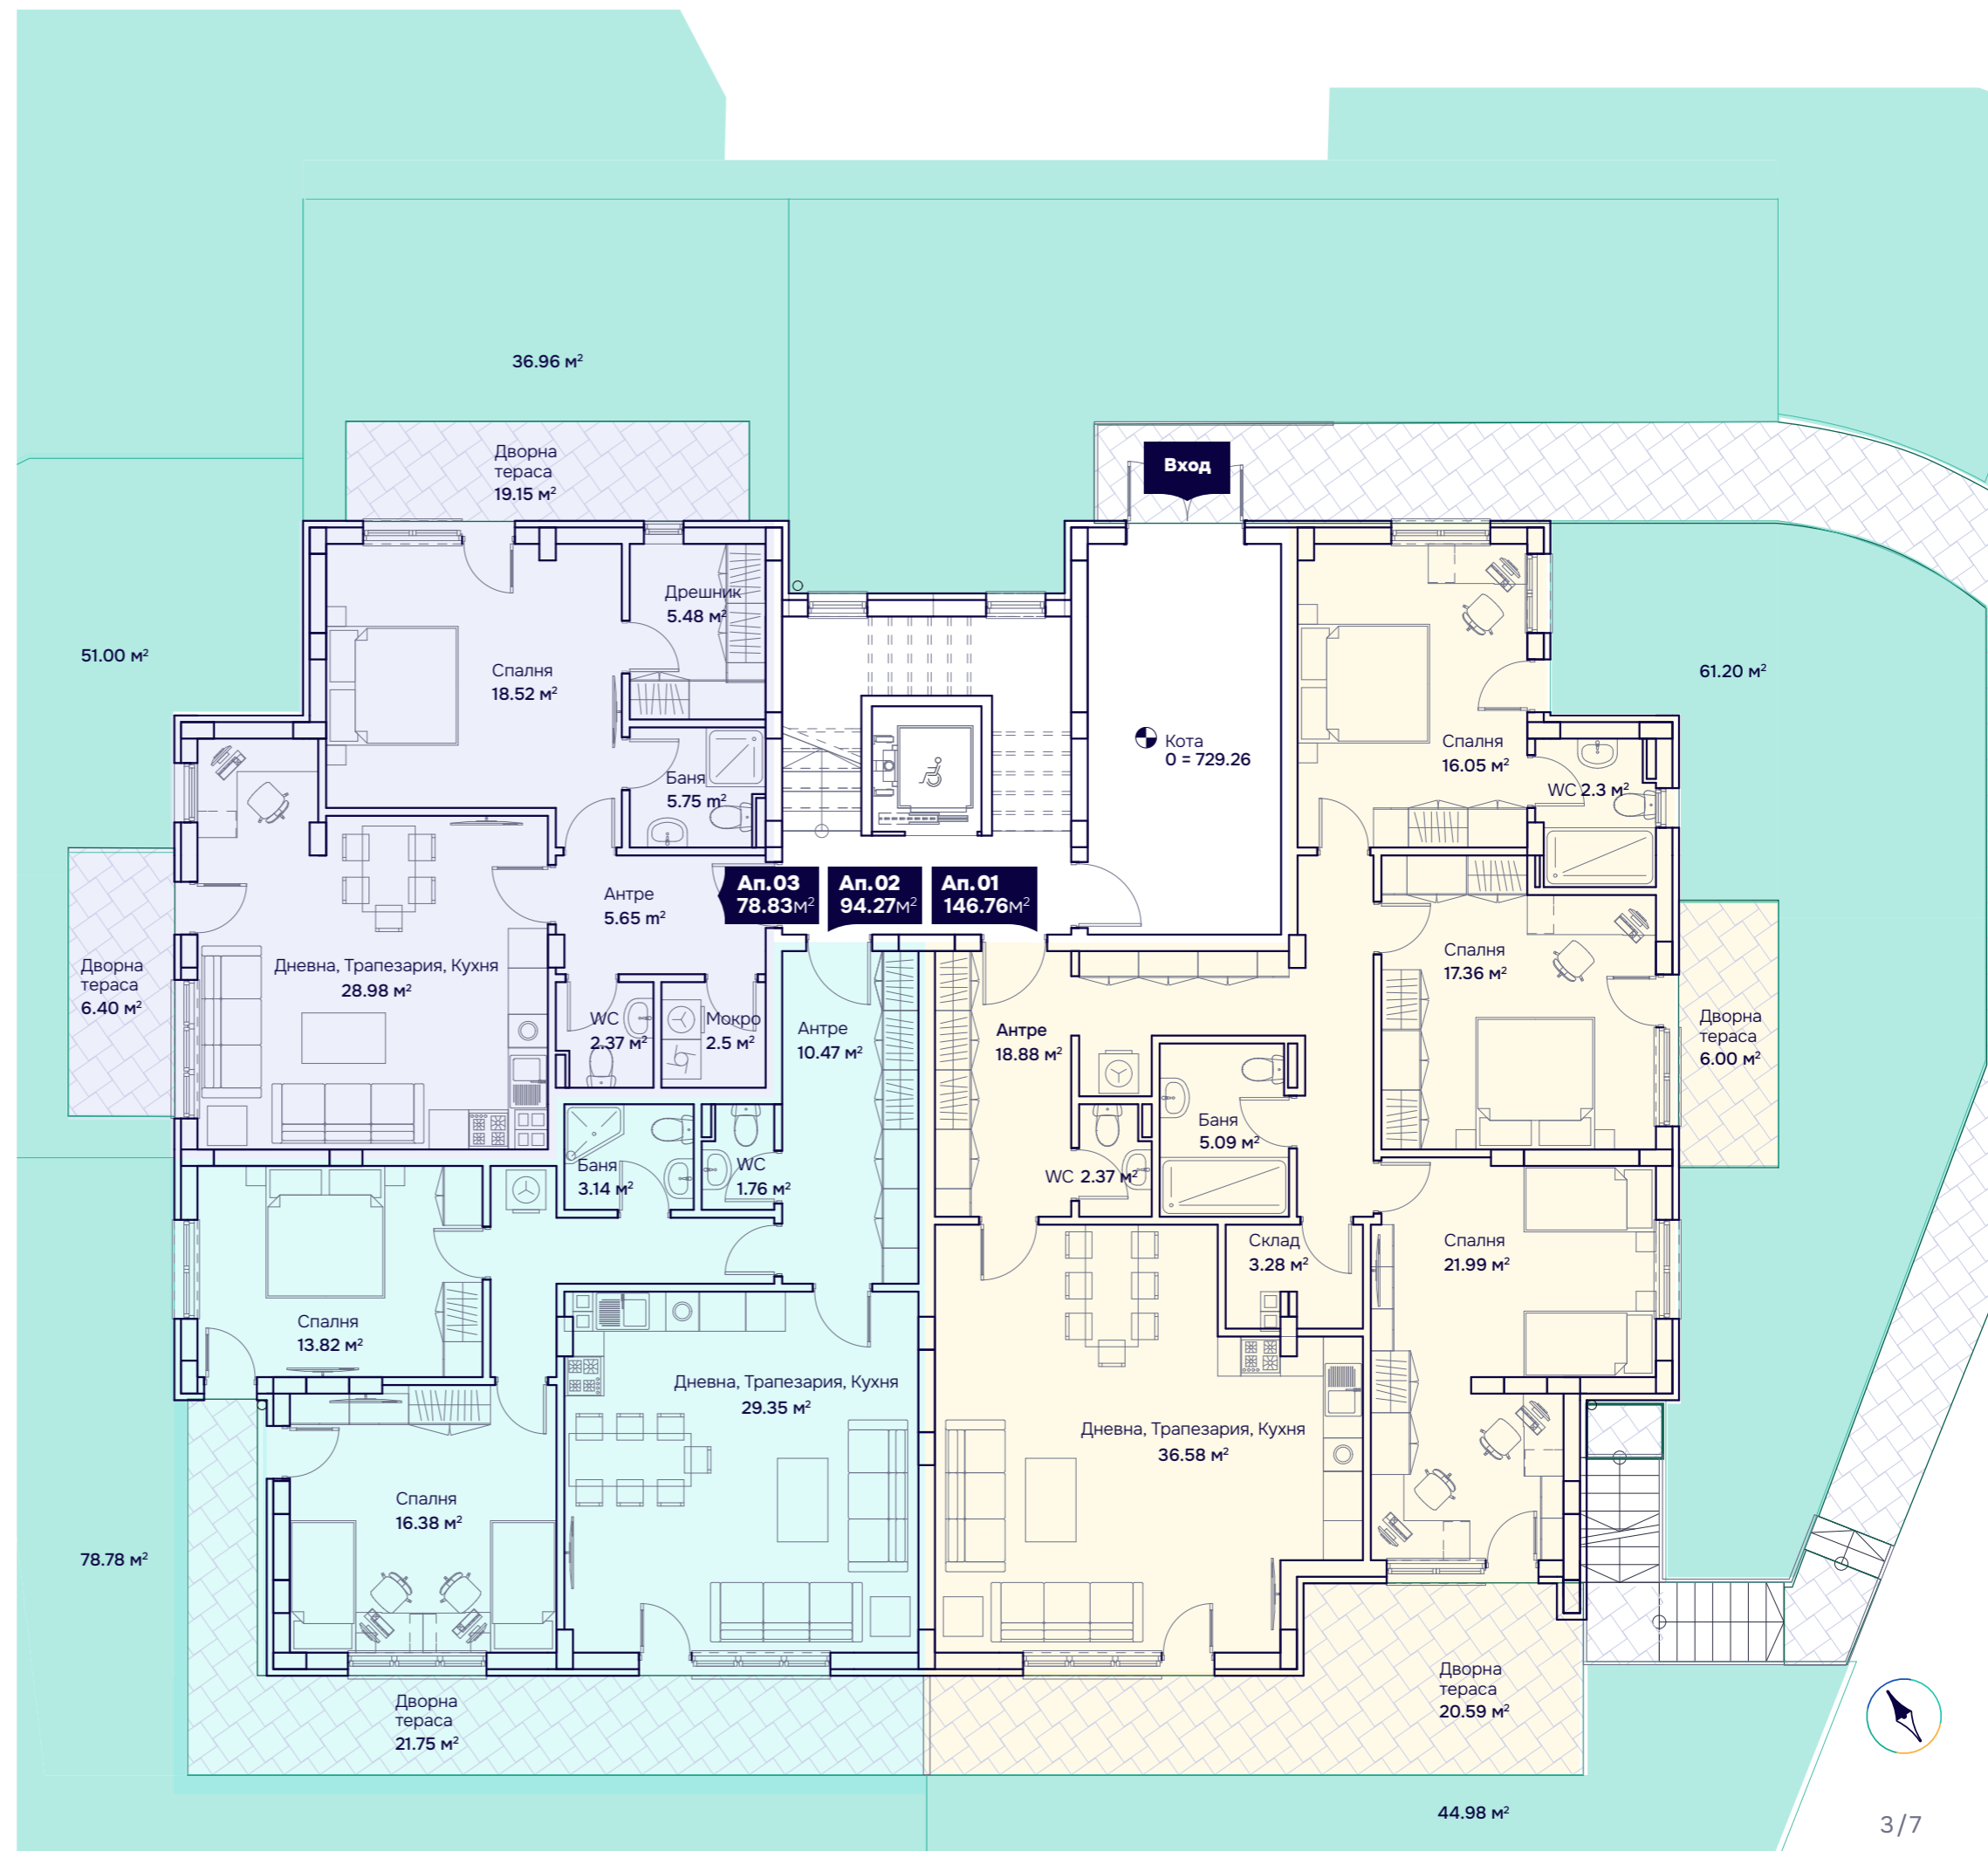 36.96 м²
Дворна
тераса
19.15 м²
Вход
Дрешник
5.48 м²
51.00 м²
Спалня
18.52 м²
61.20 м²
Кота
0 = 729.26
Спалня
16.05 м²
Баня
5.75 m²
WC 2.3 м²
Ап.03
78.83м²
Ап.02
94.27м²
Ап.01
146.76м²
Антре
5.65 m²
Дворна
тераса
6.40 м²
Дневна, Трапезария, Кухня
28.98 м²
Спалня
17.36 м²
WC
2.37 м²
Мокро
2.5 м²
Антре
10.47 м²
Антре
18.88 м²
Дворна
тераса
6.00 м²
Баня
5.09 м²
Баня
3.14 м²
WC
1.76 м²
WC 2.37 м²
Склад
3.28 м²
Спалня
21.99 м²
Спалня
13.82 м²
Дневна, Трапезария, Кухня
29.35 м²
Дневна, Трапезария, Кухня
36.58 м²
Спалня
16.38 м²
78.78 м²
Дворна
тераса
21.75 м²
Дворна
тераса
20.59 м²
44.98 м²
3/7